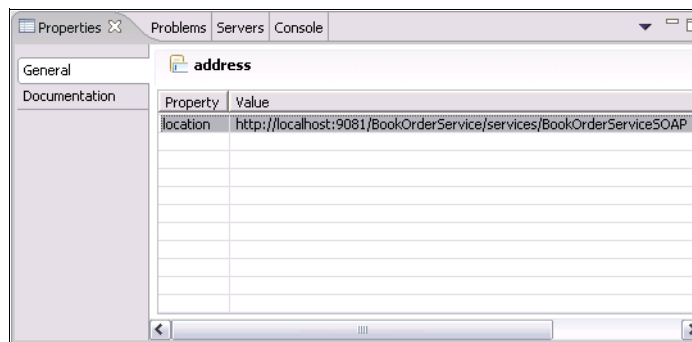 Properties Problems Servers Console
General
Documentation
address
Property Value
location http://localhost:9081/BookOrderService/services/BookOrderServiceSOAP